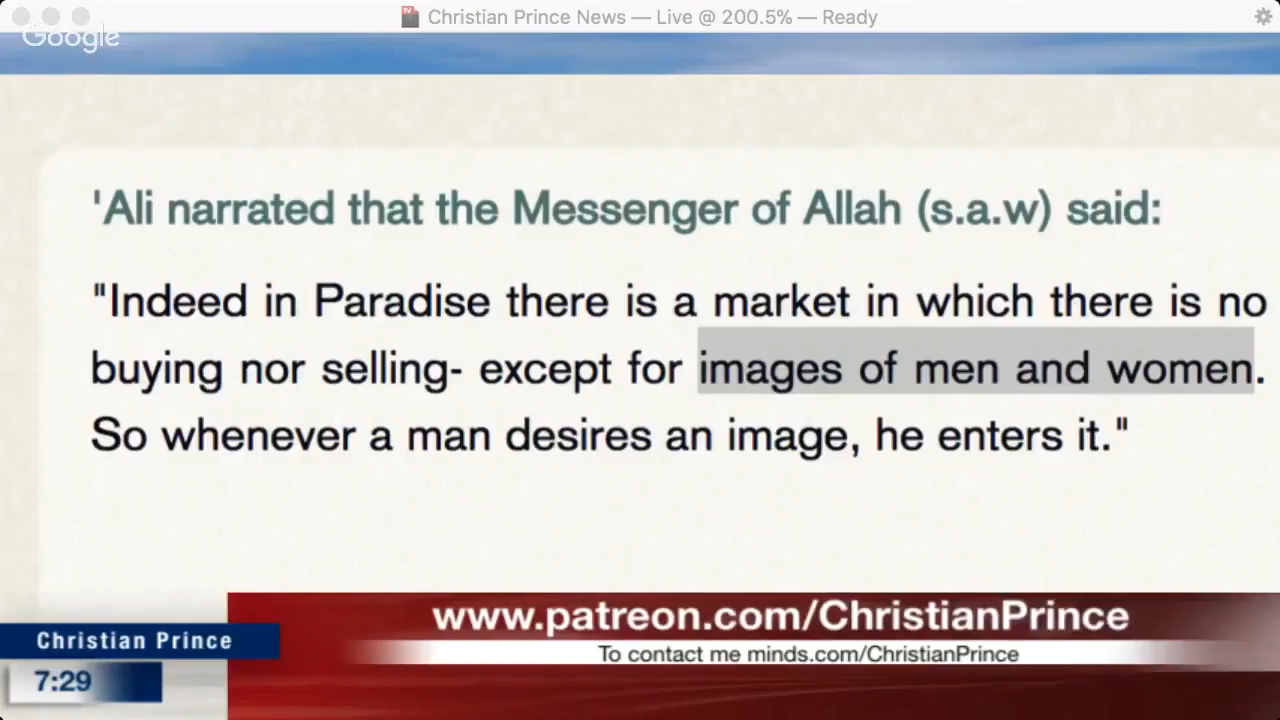 Christian Prince News — Live @ 200.5% — Ready
Google
'Ali narrated that the Messenger of Allah (s.a.w) said:
"Indeed in Paradise there is a market in which there is no
buying nor selling- except for images of men and women.
So whenever a man desires an image, he enters it."
www.patreon.com/ChristianPrince
Christian Prince
To contact me minds.com/ChristianPrince
7:29